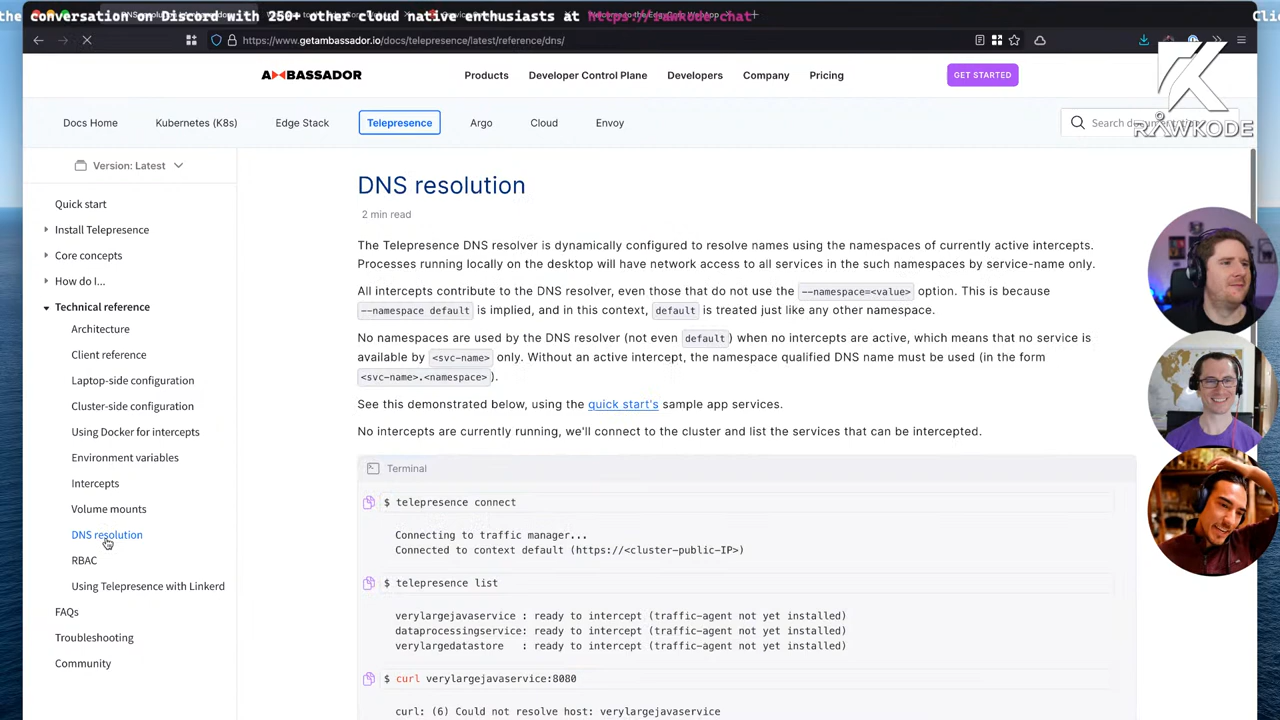 the conversation on Discord with 250+ other cloud native enthusiasts at https://rawkode.chat
Clic
https://www.getambassador.io/docs/telepresence/latest/reference/dns/
AMBASSADOR
Products
Developer Control Plane
Developers
Company
Pricing
GET STARTED
Docs Home
Kubernetes (K8s)
Edge Stack
Telepresence
Argo
Cloud
Envoy
Search
RAWKODE
Version: Latest
Quick start
Install Telepresence
Core concepts
How do I...
Technical reference
Architecture
Client reference
Laptop-side configuration
Cluster-side configuration
Using Docker for intercepts
Environment variables
Intercepts
Volume mounts
DNS resolution
RBAC
Using Telepresence with Linkerd
FAQs
Troubleshooting
Community
DNS resolution
2 min read
The Telepresence DNS resolver is dynamically configured to resolve names using the namespaces of currently active intercepts.
Processes running locally on the desktop will have network access to all services in the such namespaces by service-name only.
All intercepts contribute to the DNS resolver, even those that do not use the --namespace=<value> option. This is because
--namespace default is implied, and in this context, default is treated just like any other namespace.
No namespaces are used by the DNS resolver (not even default) when no intercepts are active, which means that no service is
available by <svc-name> only. Without an active intercept, the namespace qualified DNS name must be used (in the form
<svc-name>.<namespace>).
See this demonstrated below, using the quick start's sample app services.
No intercepts are currently running, we'll connect to the cluster and list the services that can be intercepted.
Terminal
$ telepresence connect
Connecting to traffic manager...
Connected to context default (https://<cluster-public-IP>)
$ telepresence list
verylargejavaservice : ready to intercept (traffic-agent not yet installed)
dataprocessingservice: ready to intercept (traffic-agent not yet installed)
verylargedatastore : ready to intercept (traffic-agent not yet installed)
$ curl verylargejavaservice:8080
curl: (6) Could not resolve host: verylargejavaservice